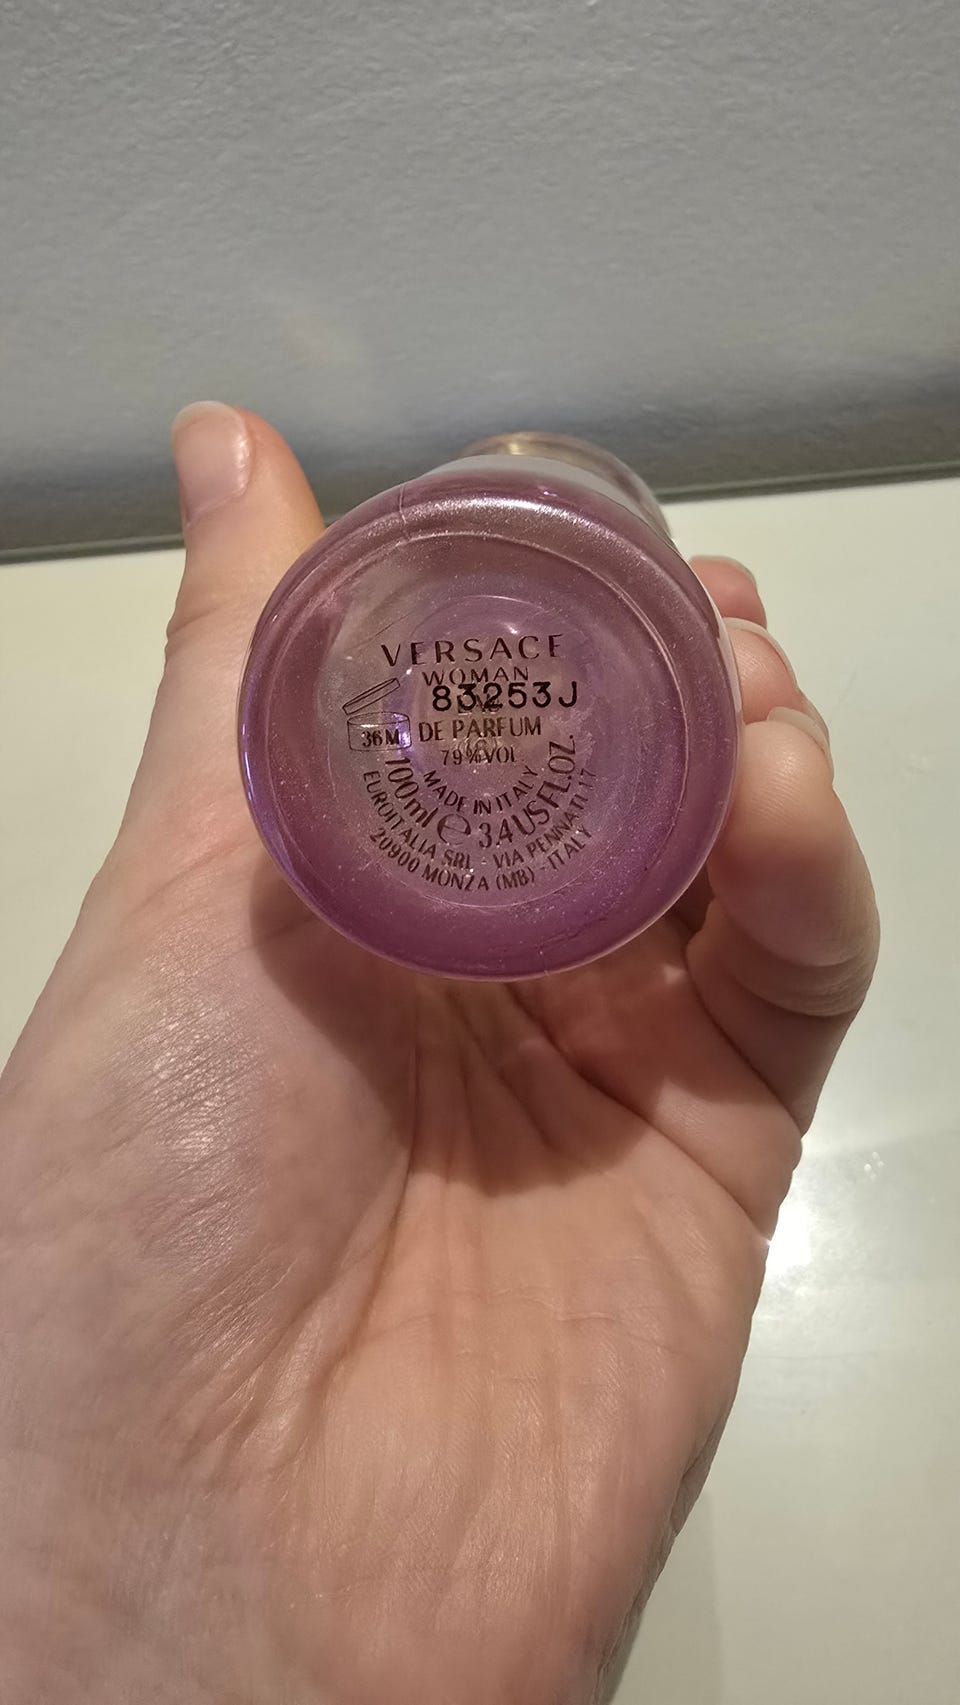 VERSACE
WOMAN
83253J
DE PARFUM
36M
79%VOL
MADE IN ITALY
100ml e 3.4 US FL.OZ.
EUROITALIA SRL - VIA PENNATI 17
20900 MONZA (MB) - ITALY